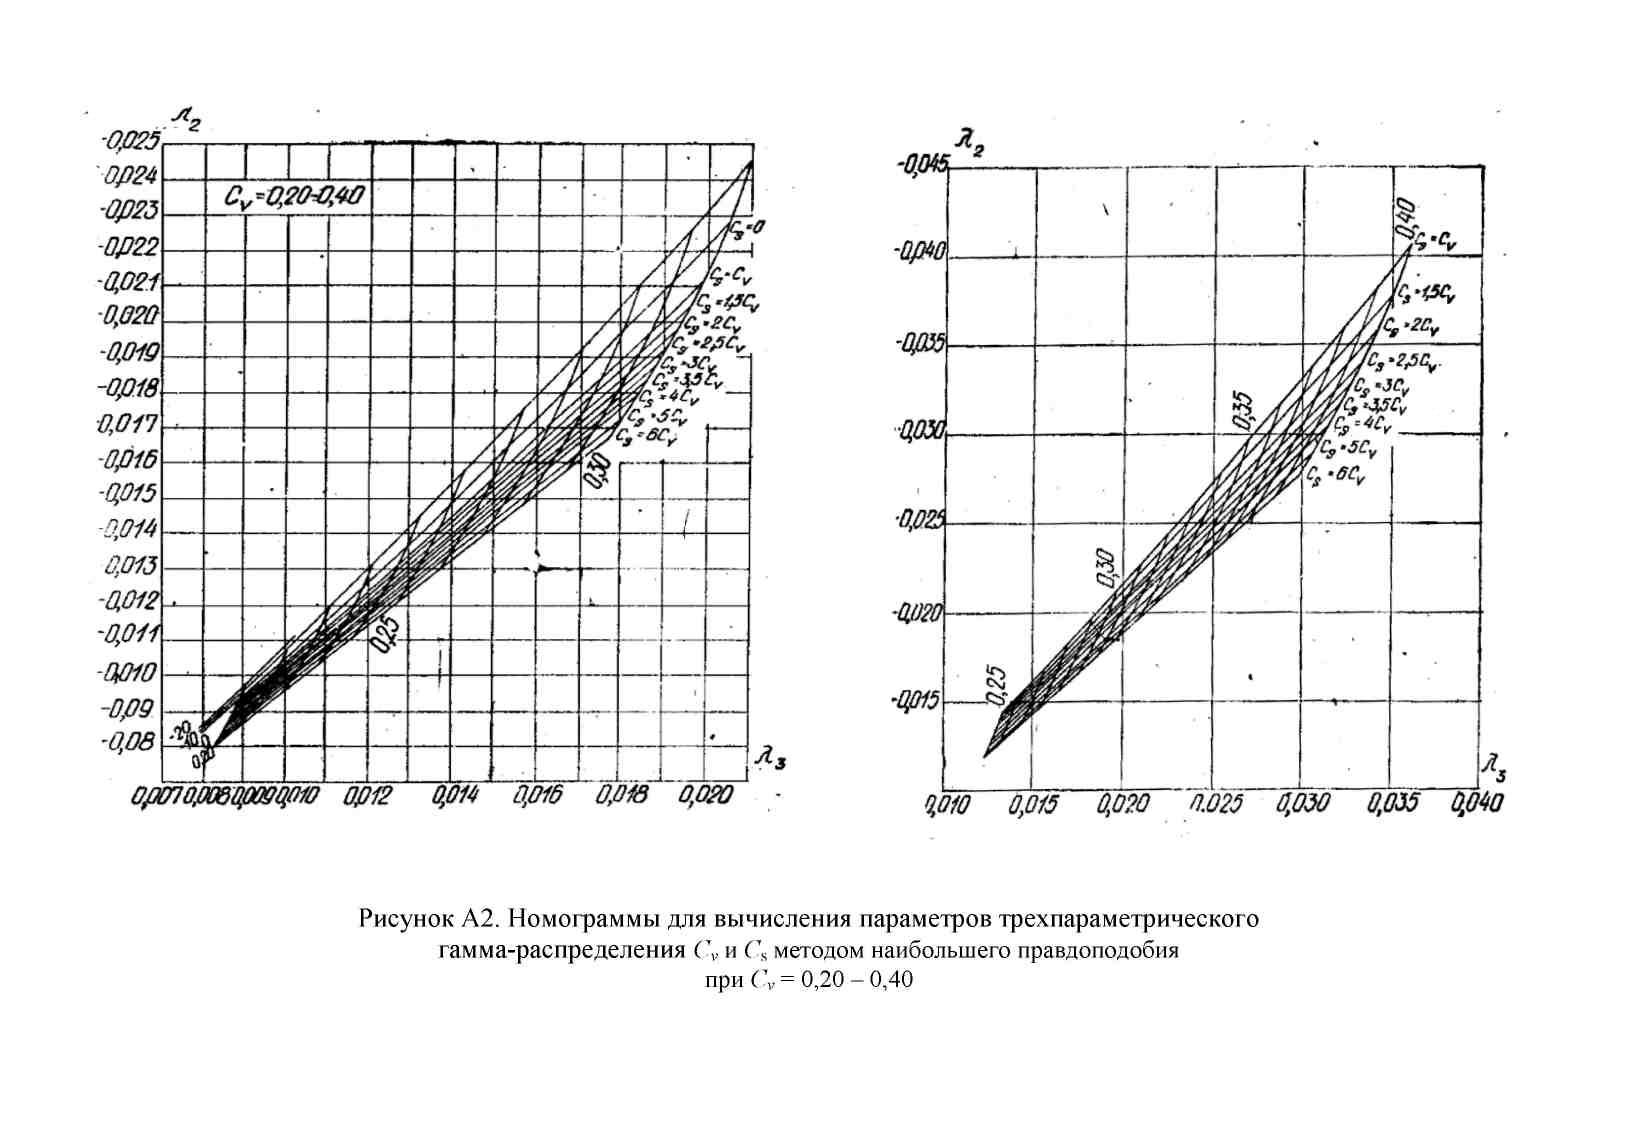 λ₂
-0,025
-0,024
-0,023
-0,022
-0,021
-0,020
-0,019
-0,018
-0,017
-0,016
-0,015
-0,014
0,013
-0,012
-0,011
-0,010
-0,09
-0,08
Cᵥ=0,20-0,40
Cₛ=0
Cₛ=Cᵥ
Cₛ=1,5Cᵥ
Cₛ=2Cᵥ
Cₛ=2,5Cᵥ
Cₛ=3Cᵥ
Cₛ=3,5Cᵥ
Cₛ=4Cᵥ
Cₛ=5Cᵥ
Cₛ=6Cᵥ
0,30
0,25
0,20
λ₃
0,007 0,008 0,009 0,010 0,012 0,014 0,016 0,018 0,020
λ₂
-0,045
-0,040
-0,035
-0,030
-0,025
-0,020
-0,015
0,40
Cₛ=Cᵥ
Cₛ=1,5Cᵥ
Cₛ=2Cᵥ
Cₛ=2,5Cᵥ
Cₛ=3Cᵥ
Cₛ=3,5Cᵥ
Cₛ=4Cᵥ
Cₛ=5Cᵥ
Cₛ=6Cᵥ
0,35
0,30
0,25
λ₃
0,010 0,015 0,020 0.025 0,030 0,035 0,040
Рисунок А2. Номограммы для вычисления параметров трехпараметрического
гамма-распределения Cᵥ и Cₛ методом наибольшего правдоподобия
при Cᵥ = 0,20 – 0,40